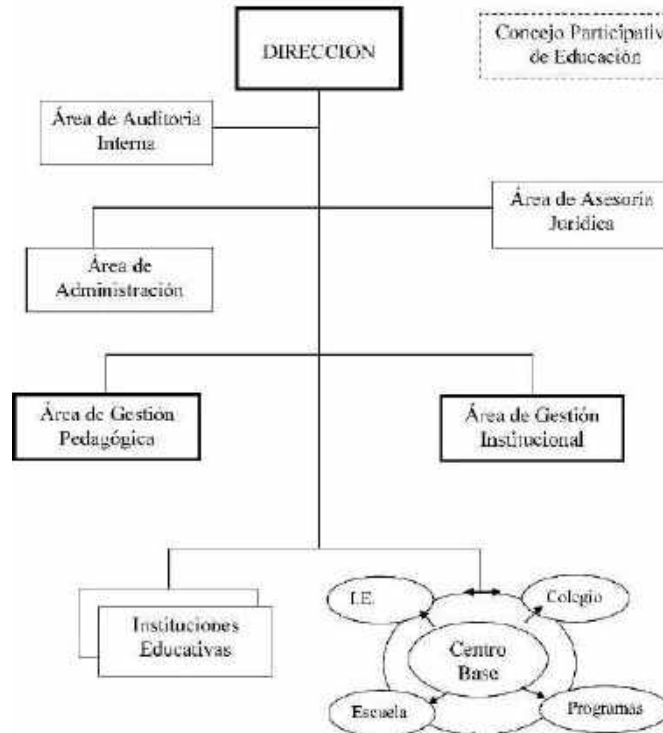 DIRECCION
Concejo Participativ
de Educación
Área de Auditoria
Interna
Área de Asesoría
Jurídica
Área de
Administración
Área de Gestión
Pedagógica
Área de Gestión
Institucional
Instituciones
Educativas
I.E.
Colegio
Centro
Base
Escuela
Programas